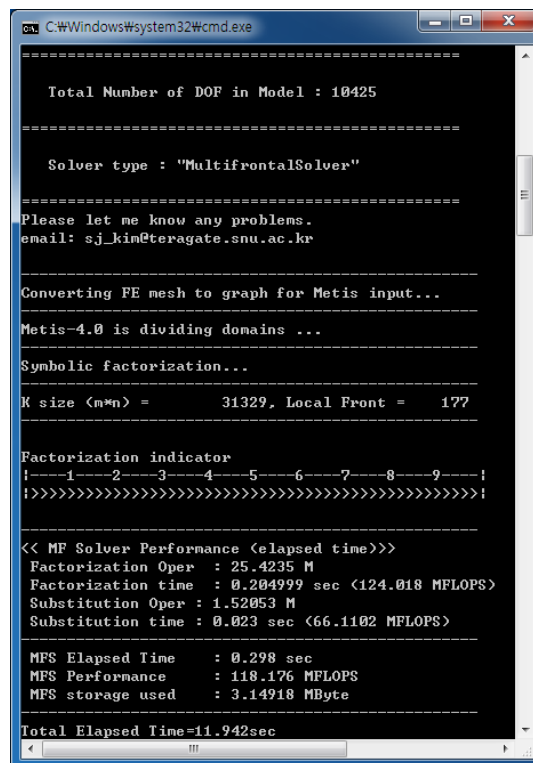 C:₩Windows₩system32₩cmd.exe
================================================
Total Number of DOF in Model : 10425
================================================
Solver type : "MultifrontalSolver"
================================================
Please let me know any problems.
email: sj_kim@teragate.snu.ac.kr
--------------------------------------------------
Converting FE mesh to graph for Metis input...
--------------------------------------------------
Metis-4.0 is dividing domains ...
--------------------------------------------------
Symbolic factorization...
--------------------------------------------------
K size (m*n) = 31329, Local Front = 177
--------------------------------------------------
Factorization indicator
|----1----2----3----4----5----6----7----8----9----|
|>>>>>>>>>>>>>>>>>>>>>>>>>>>>>>>>>>>>>>>>>>>>>>>>>|
--------------------------------------------------
<< MF Solver Performance (elapsed time)>>>
Factorization Oper : 25.4235 M
Factorization time : 0.204999 sec (124.018 MFLOPS)
Substitution Oper : 1.52053 M
Substitution time : 0.023 sec (66.1102 MFLOPS)
--------------------------------------------------
MFS Elapsed Time : 0.298 sec
MFS Performance : 118.176 MFLOPS
MFS storage used : 3.14918 MByte
--------------------------------------------------
Total Elapsed Time=11.942sec